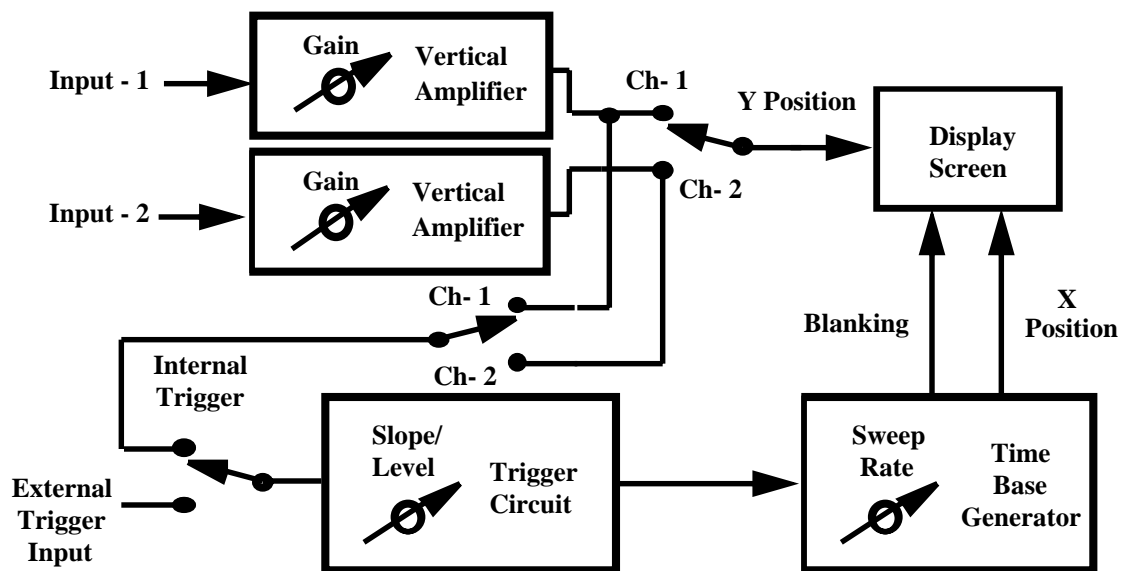 Gain
Vertical
Amplifier
Input - 1
Ch- 1
Y Position
Display
Screen
Gain
Vertical
Amplifier
Input - 2
Ch- 2
Ch- 1
Ch- 2
Blanking
X
Position
Internal
Trigger
External
Trigger
Input
Slope/
Level
Trigger
Circuit
Sweep
Rate
Time
Base
Generator